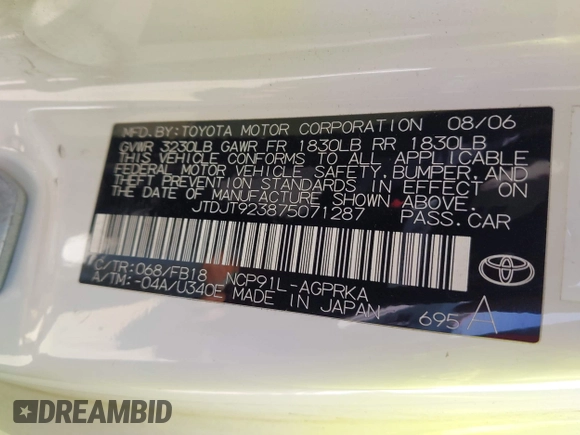 MFD.BY:TOYOTA MOTOR CORPORATION 08/06
GVWR 3230LB GAWR FR 1830LB RR 1830LB
THIS VEHICLE CONFORMS TO ALL APPLICABLE
FEDERAL MOTOR VEHICLE SAFETY, BUMPER, AND
THEFT PREVENTION STANDARDS IN EFFECT ON
THE DATE OF MANUFACTURE SHOWN ABOVE.
JTDJT923875071287 PASS.CAR
C/TR:068/FB18 NCP91L-AGPRKA
A/TM:-04A/U340E MADE IN JAPAN 695 A
DREAMBID